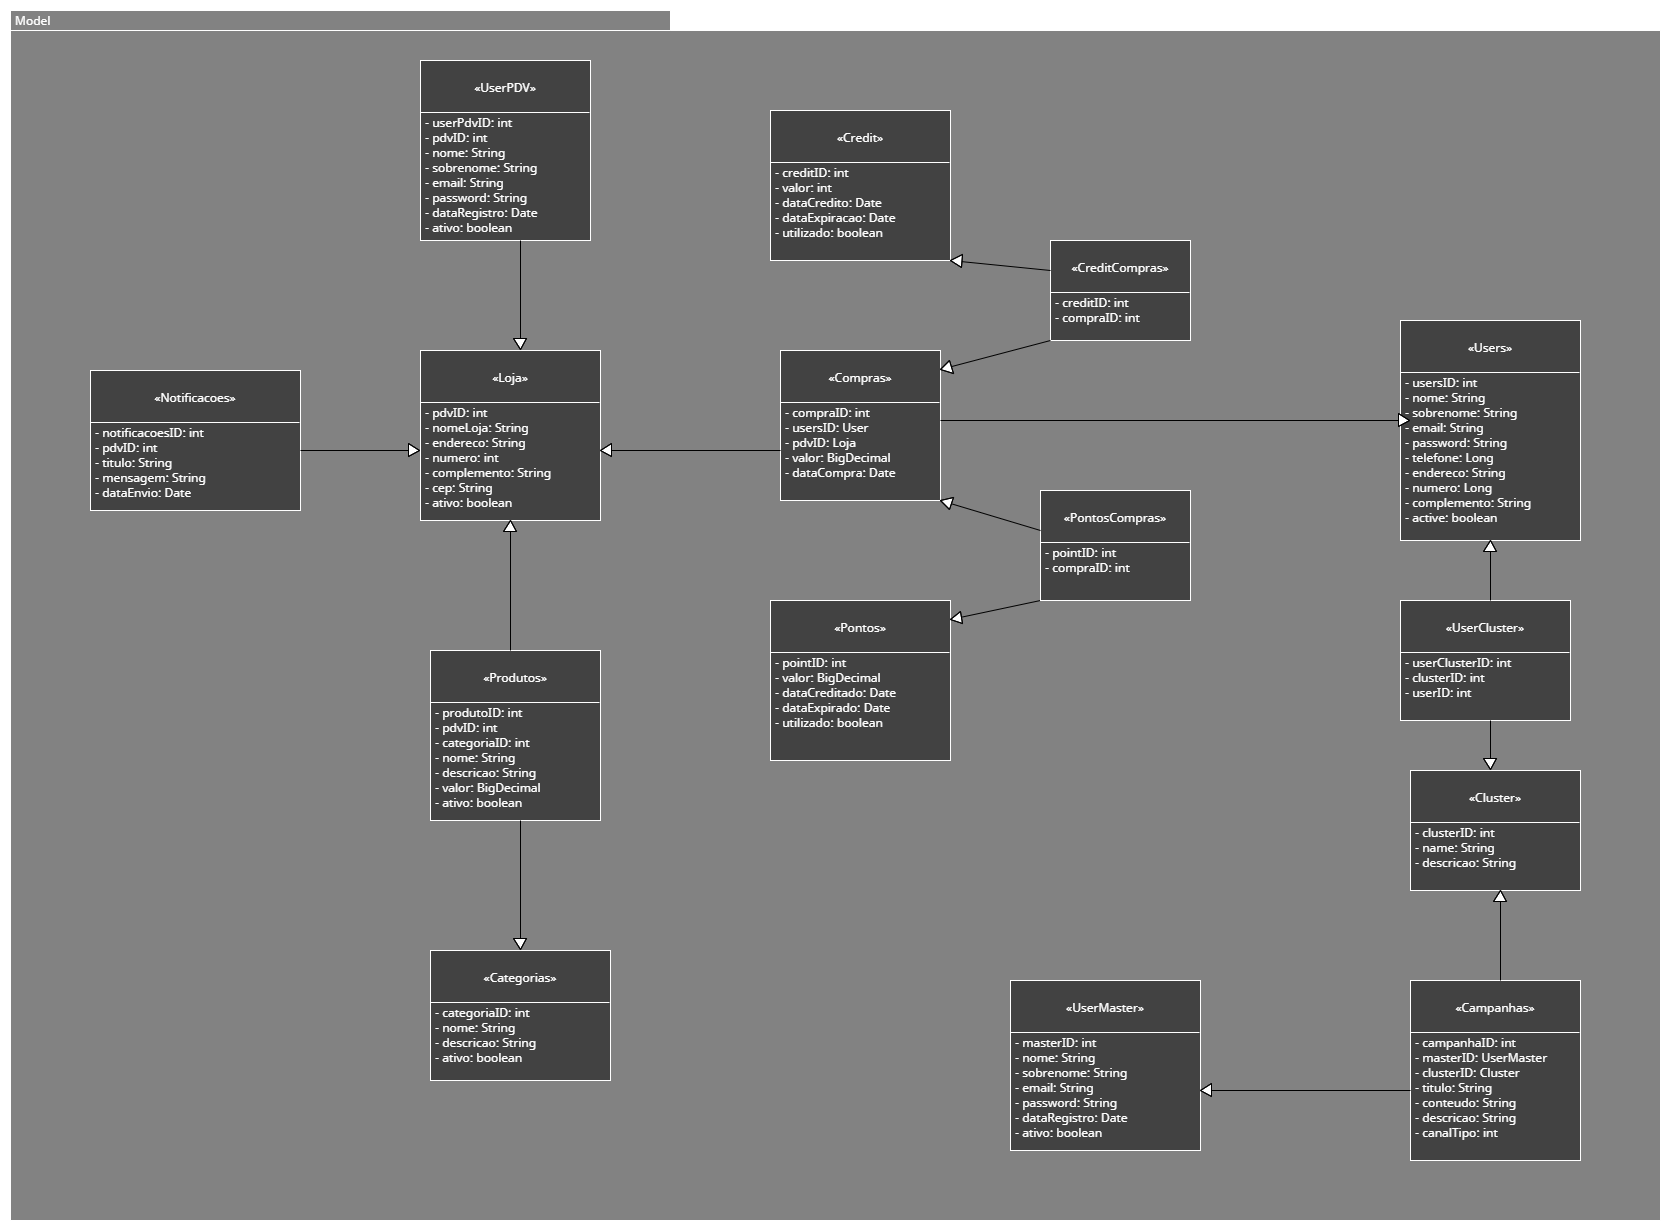 Model
«UserPDV»
- userPdvID: int
- pdvID: int
- nome: String
- sobrenome: String
- email: String
- password: String
- dataRegistro: Date
- ativo: boolean
«Credit»
- creditID: int
- valor: int
- dataCredito: Date
- dataExpiracao: Date
- utilizado: boolean
«CreditCompras»
- creditID: int
- compraID: int
«Users»
- usersID: int
- nome: String
- sobrenome: String
- email: String
- password: String
- telefone: Long
- endereco: String
- numero: Long
- complemento: String
- active: boolean
«Notificacoes»
- notificacoesID: int
- pdvID: int
- titulo: String
- mensagem: String
- dataEnvio: Date
«Loja»
- pdvID: int
- nomeLoja: String
- endereco: String
- numero: int
- complemento: String
- cep: String
- ativo: boolean
«Compras»
- compraID: int
- usersID: User
- pdvID: Loja
- valor: BigDecimal
- dataCompra: Date
«PontosCompras»
- pointID: int
- compraID: int
«Pontos»
- pointID: int
- valor: BigDecimal
- dataCreditado: Date
- dataExpirado: Date
- utilizado: boolean
«UserCluster»
- userClusterID: int
- clusterID: int
- userID: int
«Produtos»
- produtoID: int
- pdvID: int
- categoriaID: int
- nome: String
- descricao: String
- valor: BigDecimal
- ativo: boolean
«Cluster»
- clusterID: int
- name: String
- descricao: String
«Categorias»
- categoriaID: int
- nome: String
- descricao: String
- ativo: boolean
«UserMaster»
- masterID: int
- nome: String
- sobrenome: String
- email: String
- password: String
- dataRegistro: Date
- ativo: boolean
«Campanhas»
- campanhaID: int
- masterID: UserMaster
- clusterID: Cluster
- titulo: String
- conteudo: String
- descricao: String
- canalTipo: int